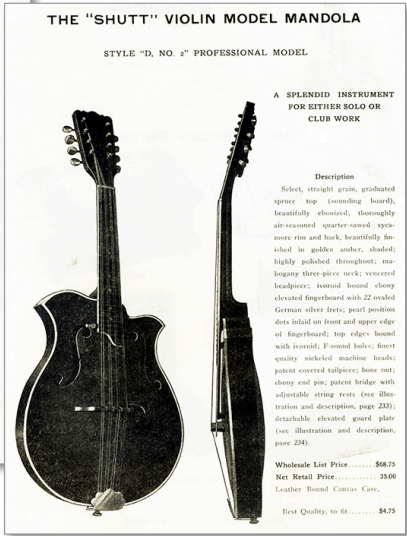 THE "SHUTT" VIOLIN MODEL MANDOLA
STYLE "D, NO. 2" PROFESSIONAL MODEL
A SPLENDID INSTRUMENT
FOR EITHER SOLO OR
CLUB WORK
Description
Select, straight grain, graduated
spruce top (sounding board),
beautifully ebonized; thoroughly
air-seasoned quarter-sawed syca-
more rim and back, beautifully fin-
ished in golden amber, shaded;
highly polished throughout; ma-
hogany three-piece neck; veneered
headpiece; ivoroid bound ebony
elevated fingerboard with 22 ovaled
German silver frets; pearl position
dots inlaid on front and upper edge
of fingerboard; top edges bound
with ivoroid; F-sound holes; finest
quality nickeled machine heads;
patent covered tailpiece; bone nut;
ebony end pin; patent bridge with
adjustable string rests (see illus-
tration and description, page 233);
detachable elevated guard plate
(see illustration and description,
page 234).
Wholesale List Price........$68.75
Net Retail Price............ 35.00
Leather Bound Canvas Case,
Best Quality, to fit........$4.75